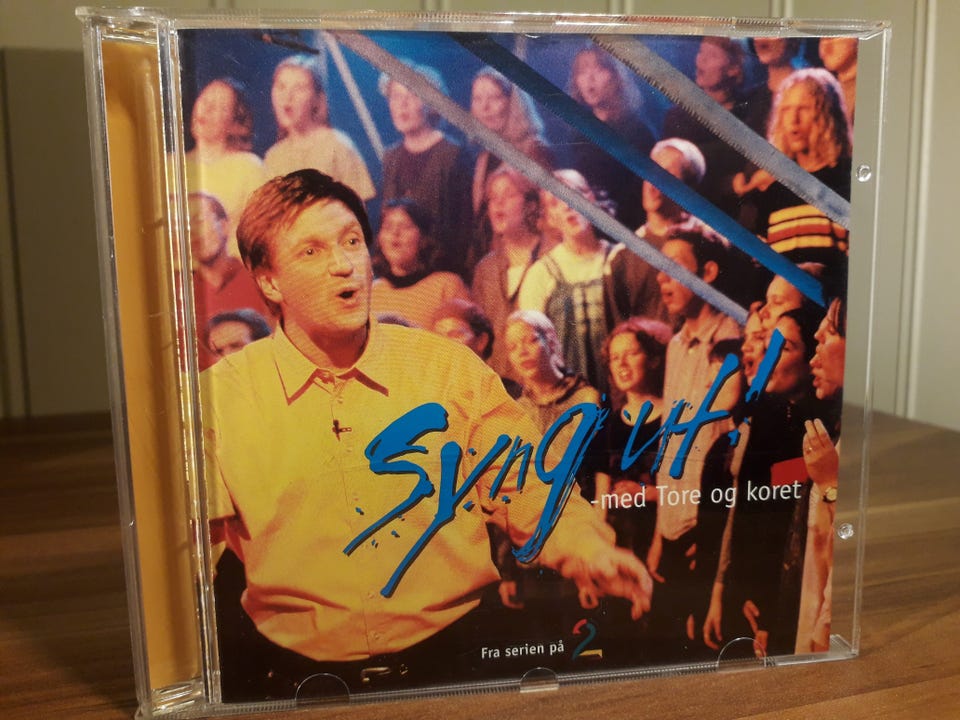 Syng ut!
-med Tore og koret
Fra serien på 2